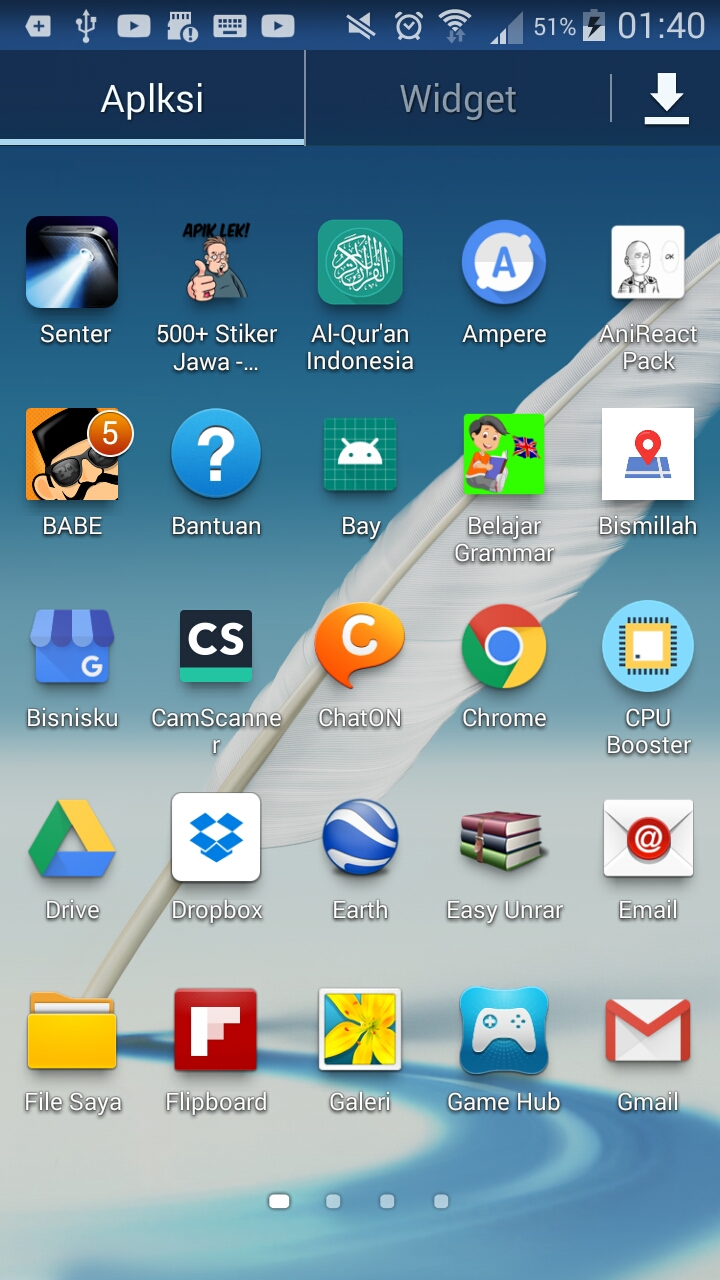 51% 01:40
Aplksi Widget
APIK LEK!
A
OK
Senter 500+ Stiker Jawa -... Al-Qur'an Indonesia Ampere AniReact Pack
5
?
BABE Bantuan Bay Belajar Grammar Bismillah
G
CS
C
Bisnisku CamScanner ChatON Chrome CPU Booster
@
Drive Dropbox Earth Easy Unrar Email
File Saya Flipboard Galeri Game Hub Gmail